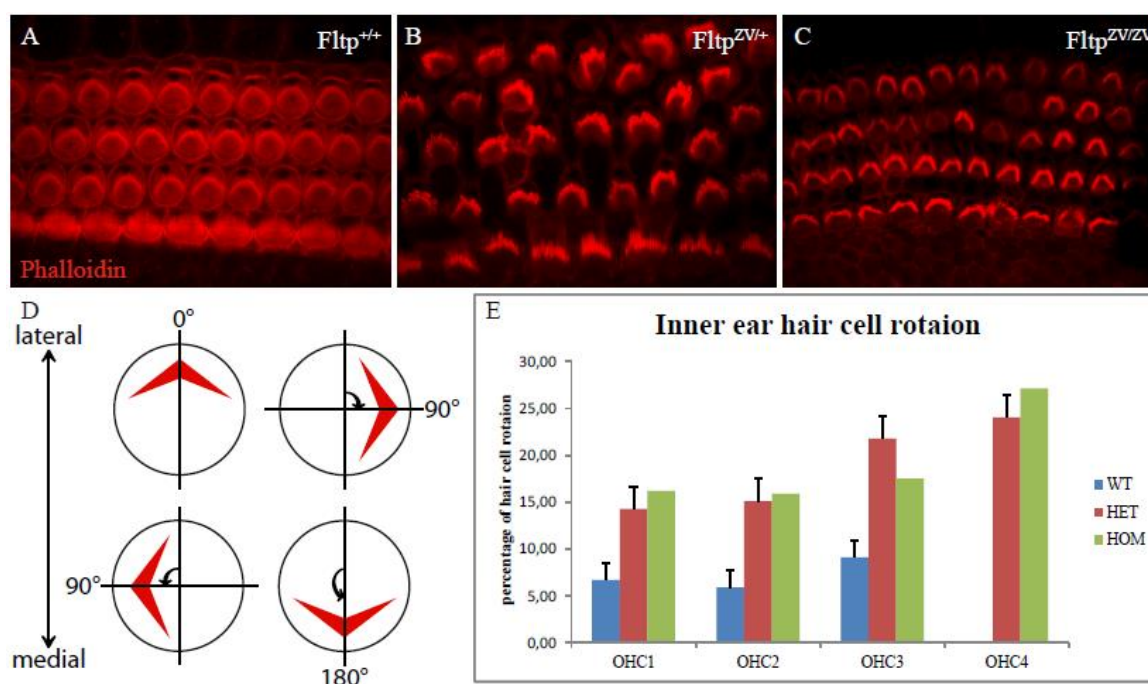 A
Fltp+/+
B
FltpZV/+
C
FltpZV/ZV
Phalloidin
D
lateral
0°
90°
90°
medial
180°
E
Inner ear hair cell rotaion
percentage of hair cell rotaion
30,00
25,00
20,00
15,00
10,00
5,00
0,00
OHC1 OHC2 OHC3 OHC4
WT
HET
HOM